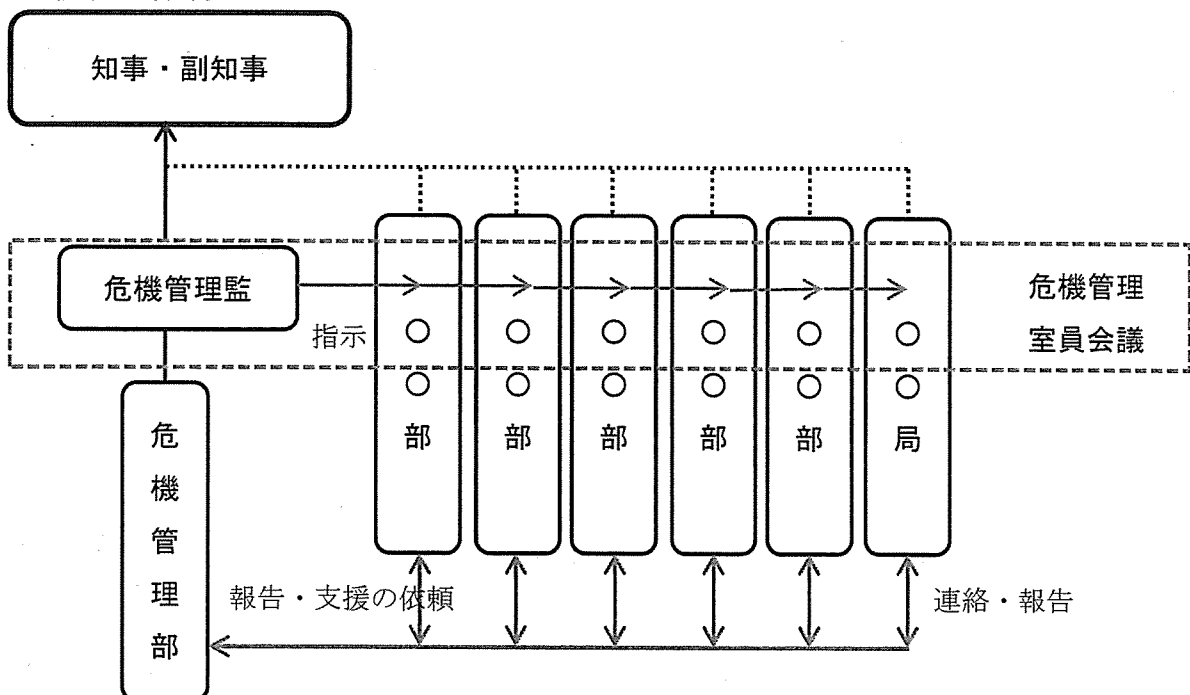 知事・副知事
危機管理監
指示
危機管理
室員会議
○○部
○○部
○○部
○○部
○○部
○○局
危機管理部
報告・支援の依頼
連絡・報告